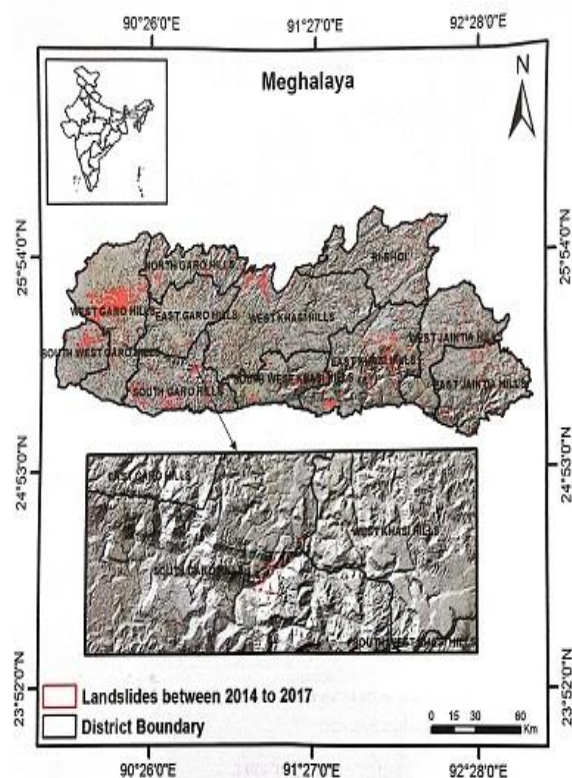 90°26'0"E
91°27'0"E
92°28'0"E
Meghalaya
N
25°54'0"N
25°54'0"N
RI-BHOI
NORTH GARO HILLS
WEST GARO HILLS
EAST GARO HILLS
WEST KHASI HILLS
WEST JAINTIA HILLS
SOUTH WEST GARO HILLS
EAST KHASI HILLS
SOUTH WEST KHASI HILLS
EAST JAINTIA HILLS
SOUTH GARO HILLS
24°53'0"N
24°53'0"N
EAST GARO HILLS
WEST KHASI HILLS
SOUTH GARO HILLS
SOUTH WEST KHASI HILLS
23°52'0"N
23°52'0"N
Landslides between 2014 to 2017
District Boundary
0 15 30 60
Km
90°26'0"E
91°27'0"E
92°28'0"E